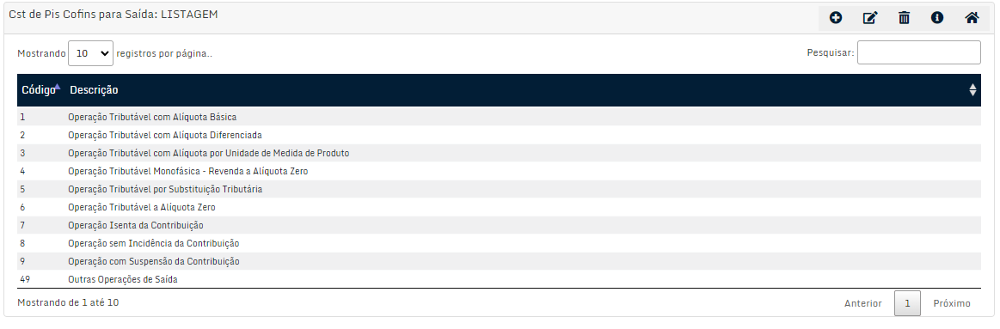 Cst de Pis Cofins para Saída: LISTAGEM
Mostrando 10 registros por página.. Pesquisar:
Código Descrição
1 Operação Tributável com Alíquota Básica
2 Operação Tributável com Alíquota Diferenciada
3 Operação Tributável com Alíquota por Unidade de Medida de Produto
4 Operação Tributável Monofásica - Revenda a Alíquota Zero
5 Operação Tributável por Substituição Tributária
6 Operação Tributável a Alíquota Zero
7 Operação Isenta da Contribuição
8 Operação sem Incidência da Contribuição
9 Operação com Suspensão da Contribuição
49 Outras Operações de Saída
Mostrando de 1 até 10 Anterior 1 Próximo